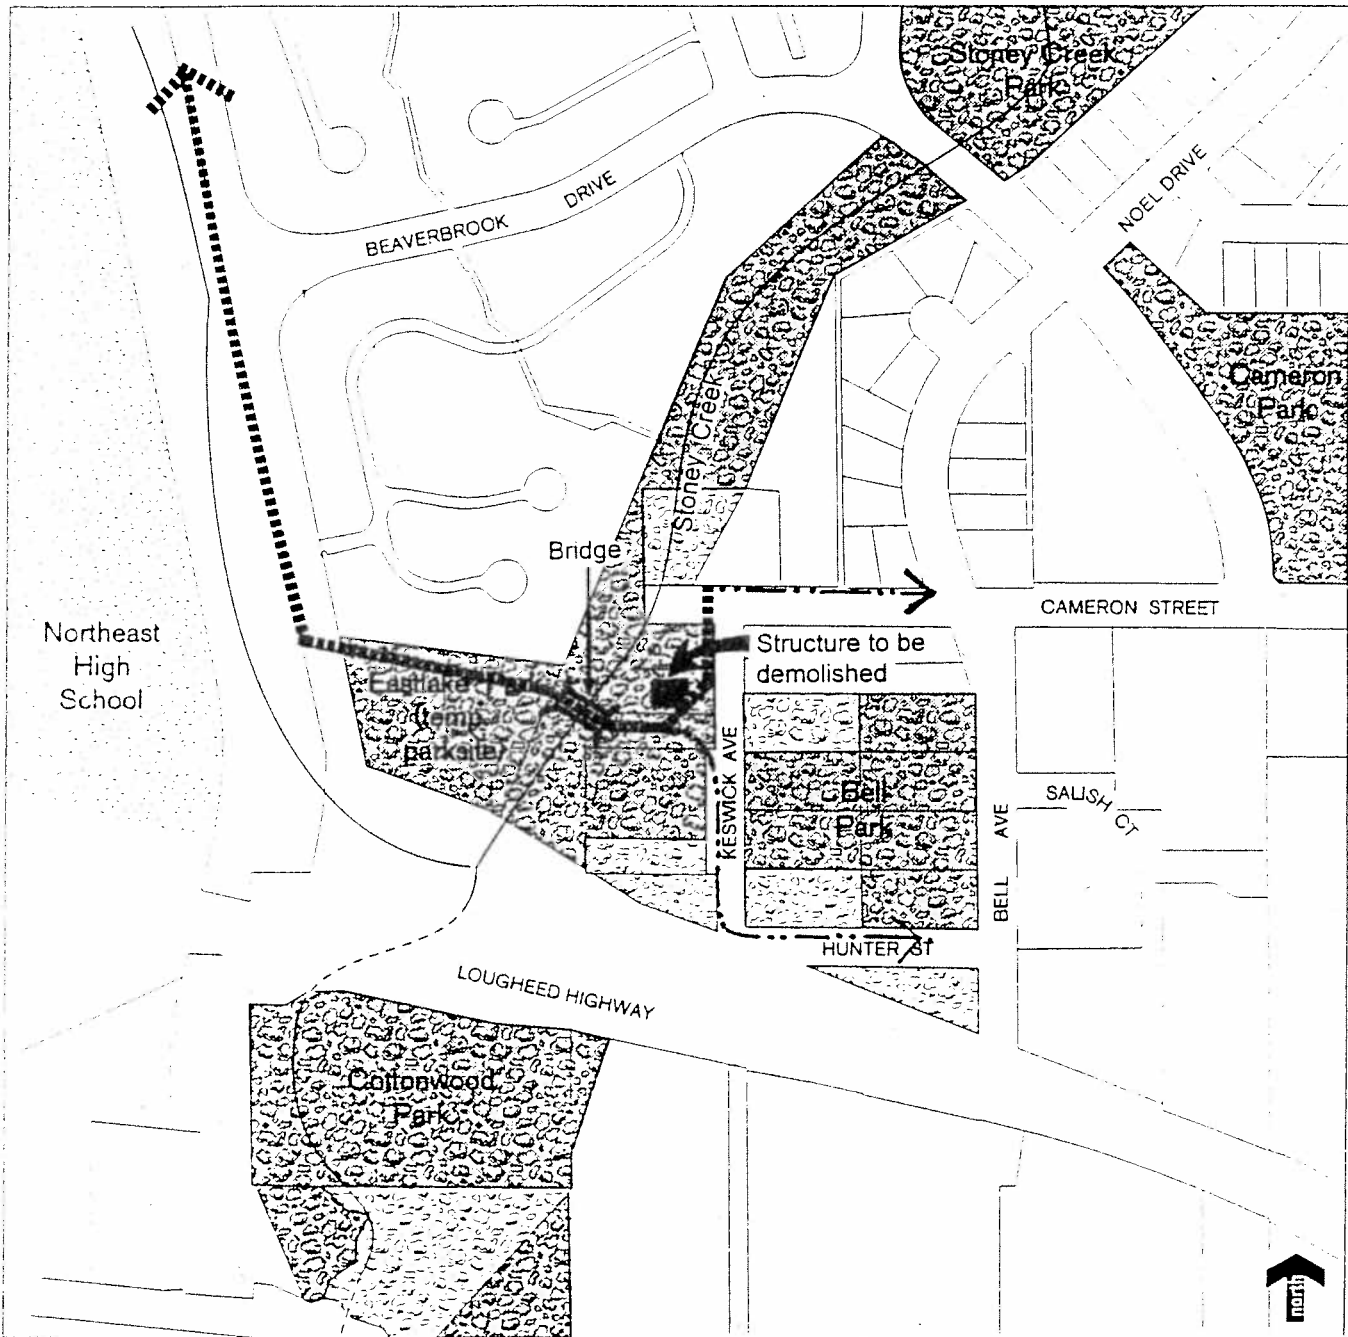 Stoney Creek
Park
NOEL DRIVE
BEAVERBROOK DRIVE
Cameron
Park
Stoney Creek
Bridge
CAMERON STREET
Northeast
High
School
Structure to be
demolished
Eastlake Park
(temp.
parksite)
KESWICK AVE
Bell
Park
BELL AVE
SALISH CT
HUNTER ST
LOUGHEED HIGHWAY
Cottonwood
Park
north